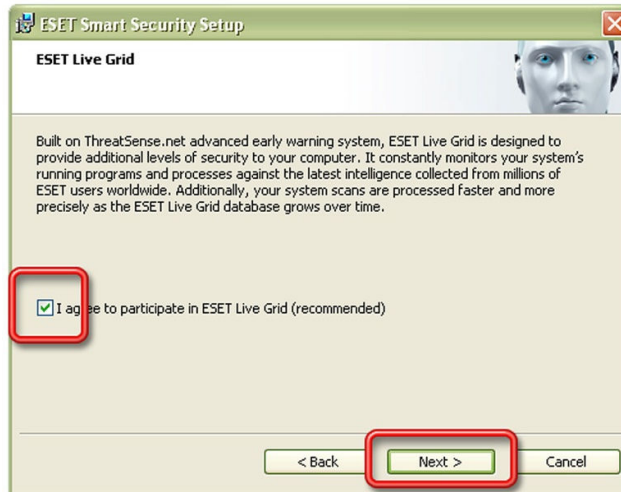 ESET Smart Security Setup
ESET Live Grid
Built on ThreatSense.net advanced early warning system, ESET Live Grid is designed to
provide additional levels of security to your computer. It constantly monitors your system's
running programs and processes against the latest intelligence collected from millions of
ESET users worldwide. Additionally, your system scans are processed faster and more
precisely as the ESET Live Grid database grows over time.
I agree to participate in ESET Live Grid (recommended)
< Back Next > Cancel